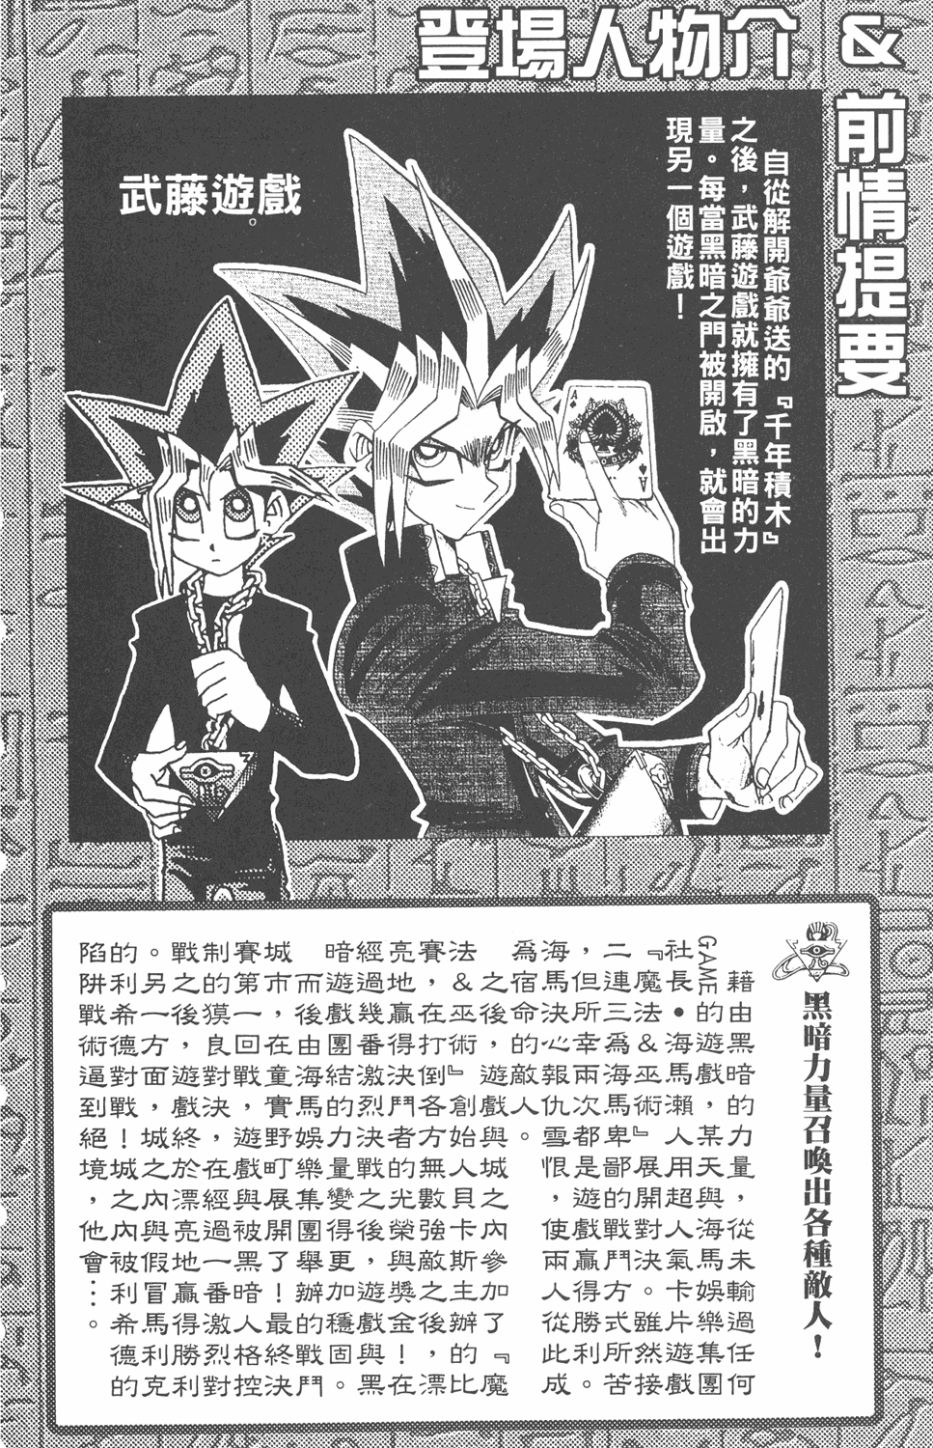 登場人物介
&
前情提要
自從解開爺爺送的『千年積木』
之後，武藤遊戲就擁有了黑暗的力
量。每當黑暗之門被開啟，就會出
現另一個遊戲！
武藤遊戲。
黑暗力量召喚出各種敵人！
藉由黑暗的力量，從未輸過任何
GAME的遊戲，某天與海馬娛樂集團
社長•海馬瀨人用超人氣卡片遊戲
『魔法&巫術』展開對決。雖然接
二連三為海馬卑鄙的戰鬥方式所苦
，但所幸兩次都是遊戲贏得勝利。
海馬決心報仇雪恨，使兩人從此成
為宿命的敵人。
之後，遊戲與城之內參加了『魔
法&巫術』創始人貝卡斯主辦的比
賽，在打倒各方無數強敵之後，漂
亮地贏得決鬥者的光榮與獎金！在
經過幾番激烈決戰之後，遊戲與黑
暗遊戲團結的力量變得更加穩固。
而後由海馬娛樂集團舉辦的戰鬥
城市，在童實野町展開了！最終決
賽第一回戰，遊戲與被黑暗人格控
制的獏良對決，在經過一番激烈對
戰之後，遊戲終於漂亮地贏得勝利
。另一方面，城之內與假冒馬利克
的利希德對戰！城之內被利希德的
陷阱戰術逼到絕境，他會…。